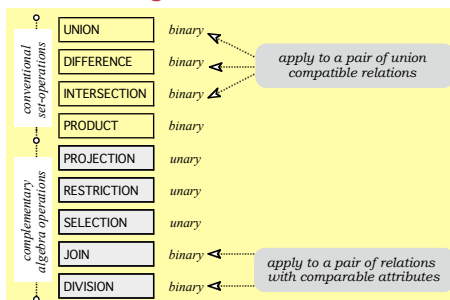 UNION binary
DIFFERENCE binary
INTERSECTION binary
PRODUCT binary
PROJECTION unary
RESTRICTION unary
SELECTION unary
JOIN binary
DIVISION binary
conventional
set-operations
complementary
algebra operations
apply to a pair of union
compatible relations
apply to a pair of relations
with comparable attributes